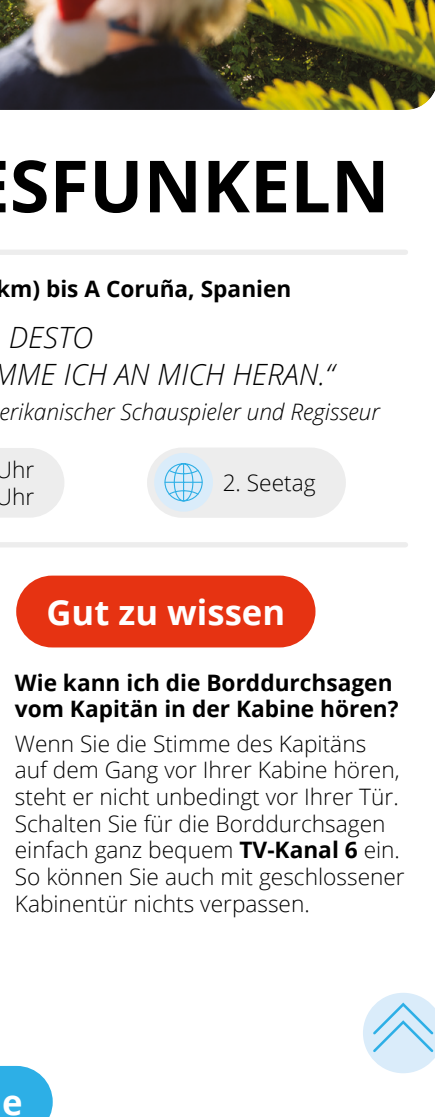 ESFUNKELN
km) bis A Coruña, Spanien
DESTO
MME ICH AN MICH HERAN.“
erikanischer Schauspieler und Regisseur
Uhr
Uhr
2. Seetag
Gut zu wissen
Wie kann ich die Borddurchsagen
vom Kapitän in der Kabine hören?
Wenn Sie die Stimme des Kapitäns
auf dem Gang vor Ihrer Kabine hören,
steht er nicht unbedingt vor Ihrer Tür.
Schalten Sie für die Borddurchsagen
einfach ganz bequem TV-Kanal 6 ein.
So können Sie auch mit geschlossener
Kabinentür nichts verpassen.
e